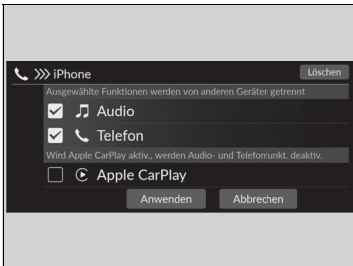 iPhone
Löschen
Ausgewählte Funktionen werden von anderen Geräten getrennt
Audio
Telefon
Wird Apple CarPlay aktiv., werden Audio- und Telefonfunkt. deaktiv.
Apple CarPlay
Anwenden
Abbrechen